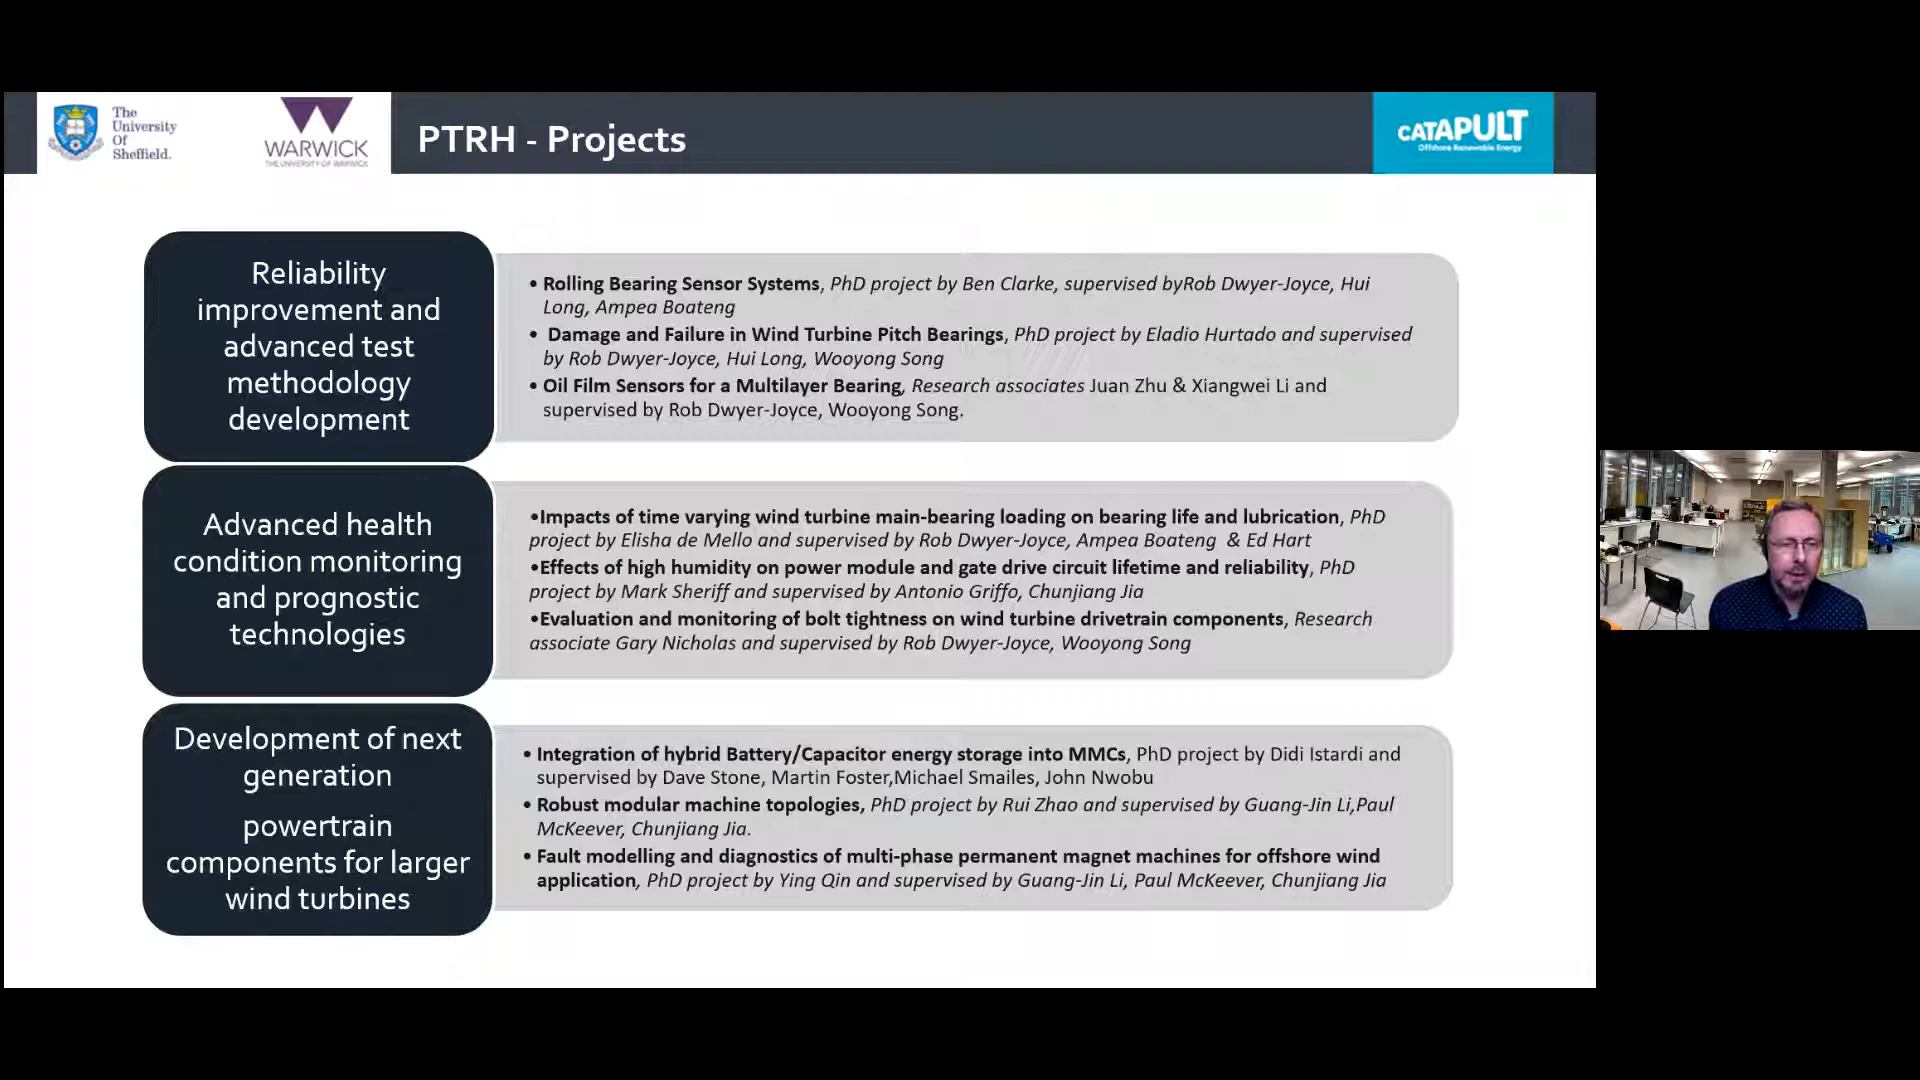 The
University
Of
Sheffield.
WARWICK
THE UNIVERSITY OF WARWICK
PTRH - Projects
CATAPULT
Offshore Renewable Energy
Reliability
improvement and
advanced test
methodology
development
• Rolling Bearing Sensor Systems, PhD project by Ben Clarke, supervised byRob Dwyer-Joyce, Hui
Long, Ampea Boateng
• Damage and Failure in Wind Turbine Pitch Bearings, PhD project by Eladio Hurtado and supervised
by Rob Dwyer-Joyce, Hui Long, Wooyong Song
• Oil Film Sensors for a Multilayer Bearing, Research associates Juan Zhu & Xiangwei Li and
supervised by Rob Dwyer-Joyce, Wooyong Song.
Advanced health
condition monitoring
and prognostic
technologies
•Impacts of time varying wind turbine main-bearing loading on bearing life and lubrication, PhD
project by Elisha de Mello and supervised by Rob Dwyer-Joyce, Ampea Boateng & Ed Hart
•Effects of high humidity on power module and gate drive circuit lifetime and reliability, PhD
project by Mark Sheriff and supervised by Antonio Griffo, Chunjiang Jia
•Evaluation and monitoring of bolt tightness on wind turbine drivetrain components, Research
associate Gary Nicholas and supervised by Rob Dwyer-Joyce, Wooyong Song
Development of next
generation
powertrain
components for larger
wind turbines
• Integration of hybrid Battery/Capacitor energy storage into MMCs, PhD project by Didi Istardi and
supervised by Dave Stone, Martin Foster,Michael Smailes, John Nwobu
• Robust modular machine topologies, PhD project by Rui Zhao and supervised by Guang-Jin Li,Paul
McKeever, Chunjiang Jia.
• Fault modelling and diagnostics of multi-phase permanent magnet machines for offshore wind
application, PhD project by Ying Qin and supervised by Guang-Jin Li, Paul McKeever, Chunjiang Jia